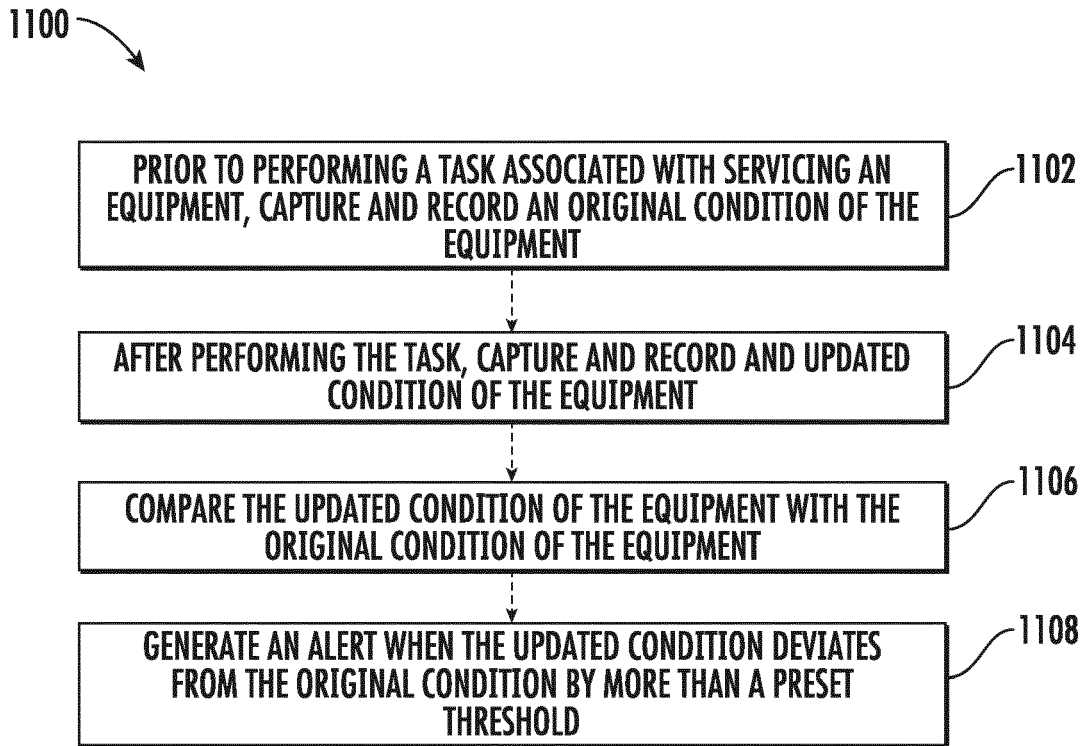 1100
PRIOR TO PERFORMING A TASK ASSOCIATED WITH SERVICING AN
EQUIPMENT, CAPTURE AND RECORD AN ORIGINAL CONDITION OF THE
EQUIPMENT
1102
AFTER PERFORMING THE TASK, CAPTURE AND RECORD AND UPDATED
CONDITION OF THE EQUIPMENT
1104
COMPARE THE UPDATED CONDITION OF THE EQUIPMENT WITH THE
ORIGINAL CONDITION OF THE EQUIPMENT
1106
GENERATE AN ALERT WHEN THE UPDATED CONDITION DEVIATES
FROM THE ORIGINAL CONDITION BY MORE THAN A PRESET
THRESHOLD
1108